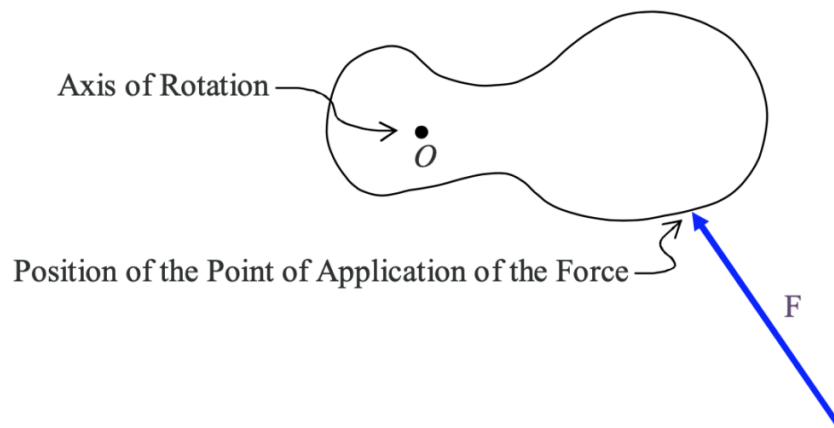 Axis of Rotation
O
Position of the Point of Application of the Force
F